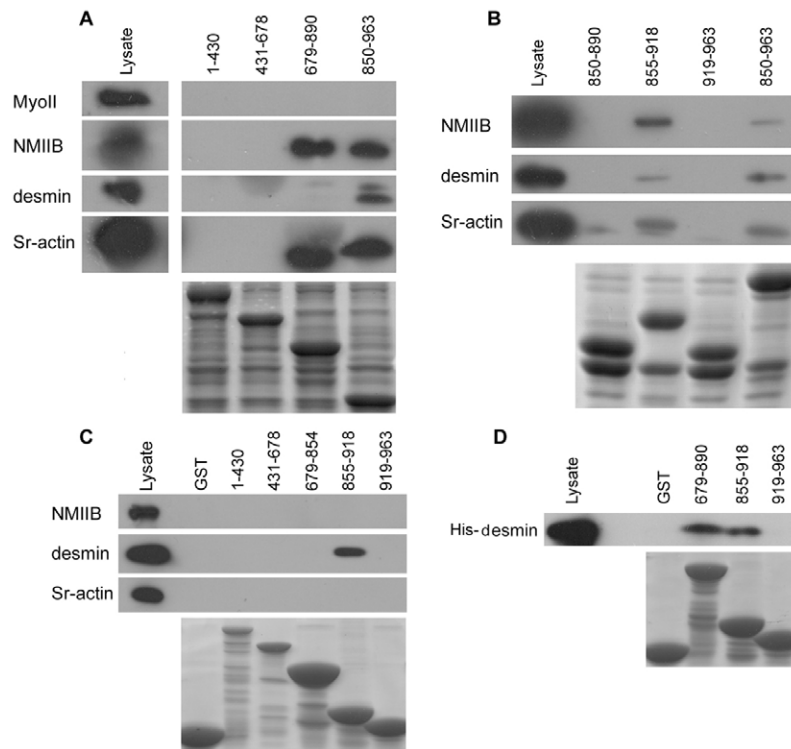 A
Lysate
1-430
431-678
679-890
850-963
MyoII
NMIIB
desmin
Sr-actin
B
Lysate
850-890
855-918
919-963
850-963
NMIIB
desmin
Sr-actin
C
Lysate
GST
1-430
431-678
679-854
855-918
919-963
NMIIB
desmin
Sr-actin
D
Lysate
GST
679-890
855-918
919-963
His-desmin